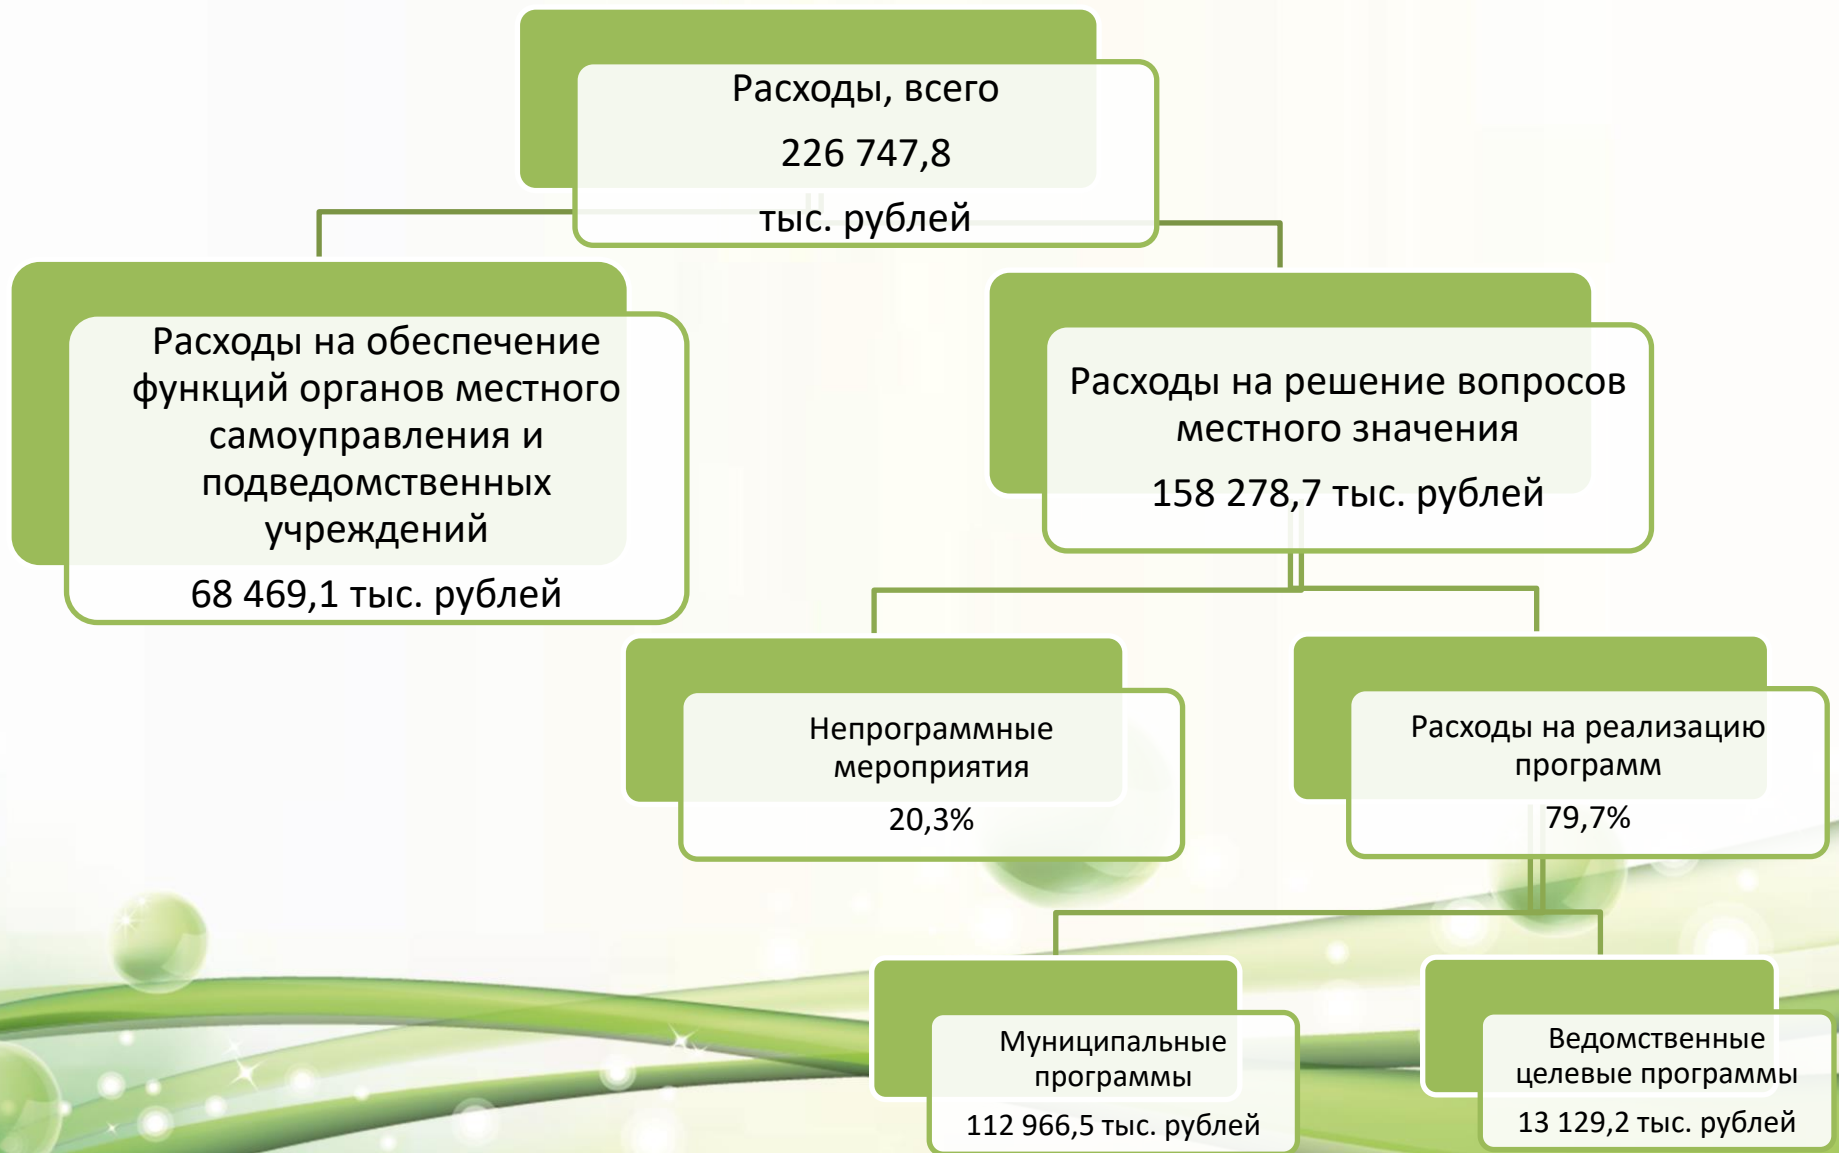 Расходы, всего
226 747,8
тыс. рублей
Расходы на обеспечение
функций органов местного
самоуправления и
подведомственных
учреждений
68 469,1 тыс. рублей
Расходы на решение вопросов
местного значения
158 278,7 тыс. рублей
Непрограммные
мероприятия
20,3%
Расходы на реализацию
программ
79,7%
Муниципальные
программы
112 966,5 тыс. рублей
Ведомственные
целевые программы
13 129,2 тыс. рублей